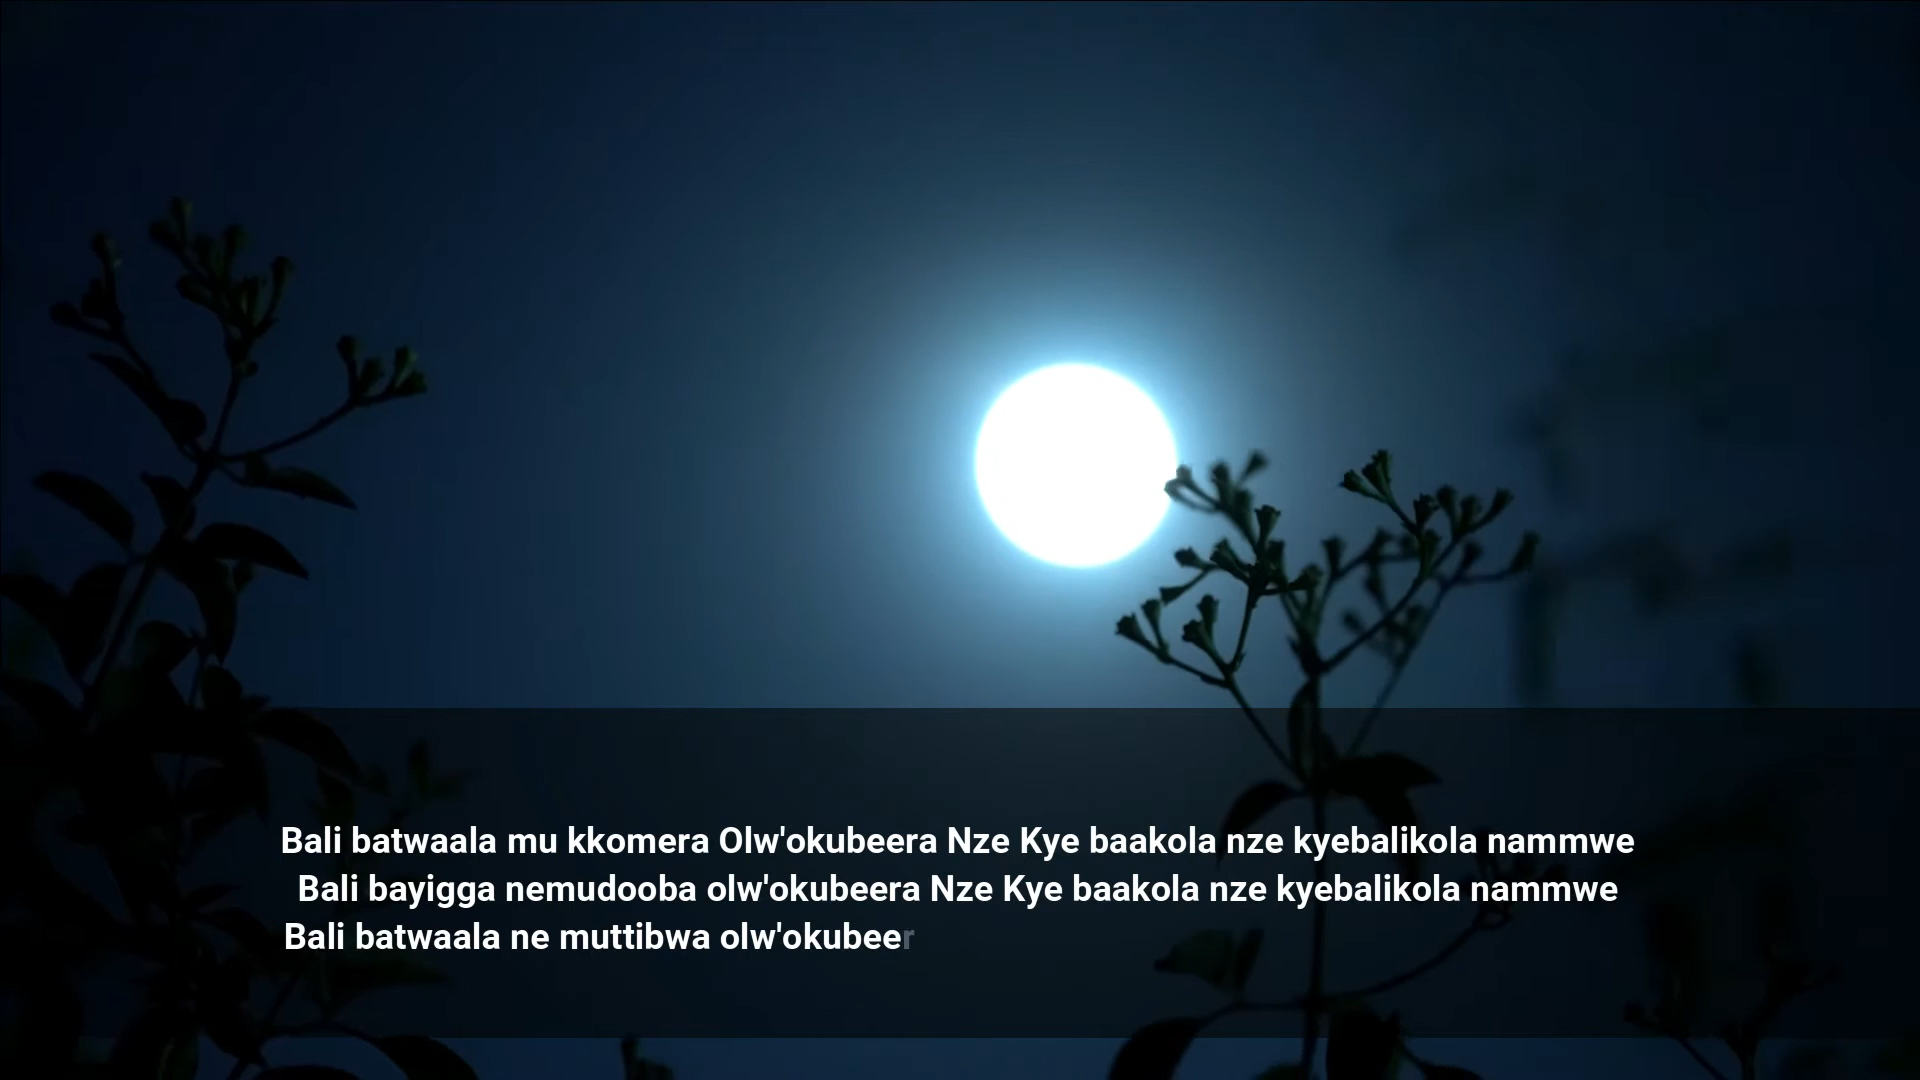 Bali batwaala mu kkomera Olw'okubeera Nze Kye baakola nze kyebalikola nammwe
Bali bayigga nemudooba olw'okubeera Nze Kye baakola nze kyebalikola nammwe
Bali batwaala ne muttibwa olw'okubeer